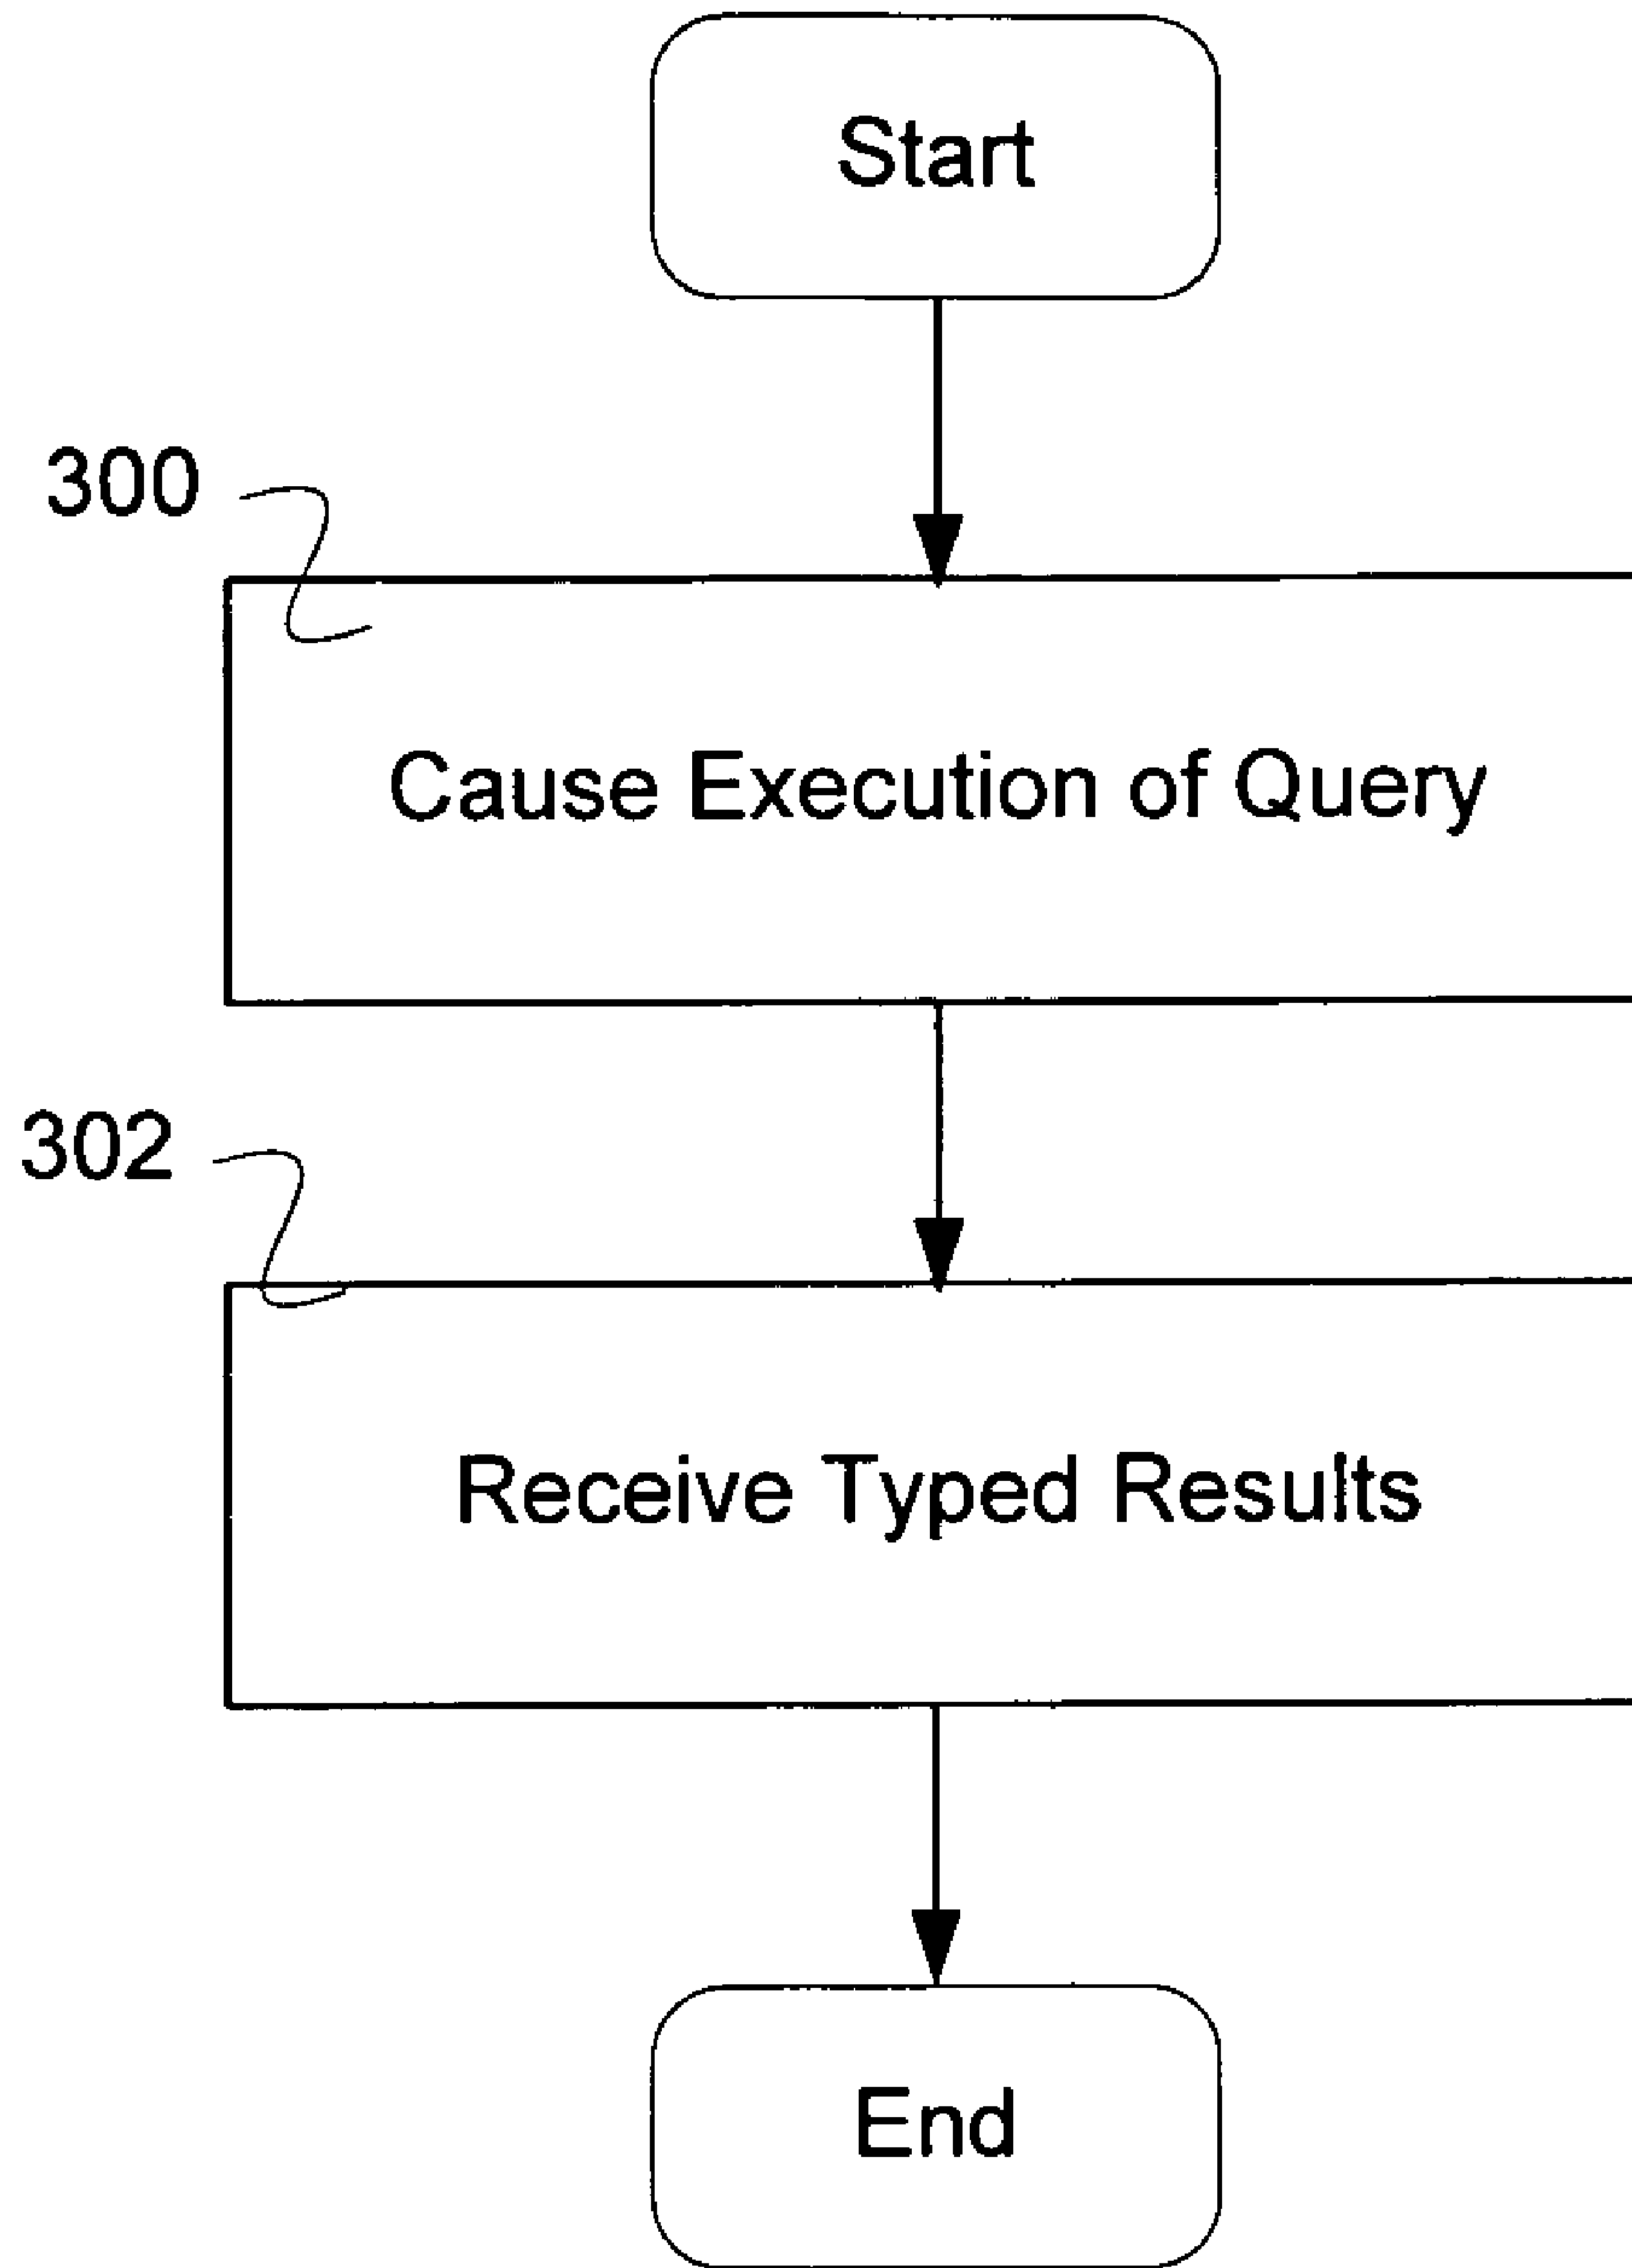 Start
300
Cause Execution of Query
302
Receive Typed Results
End